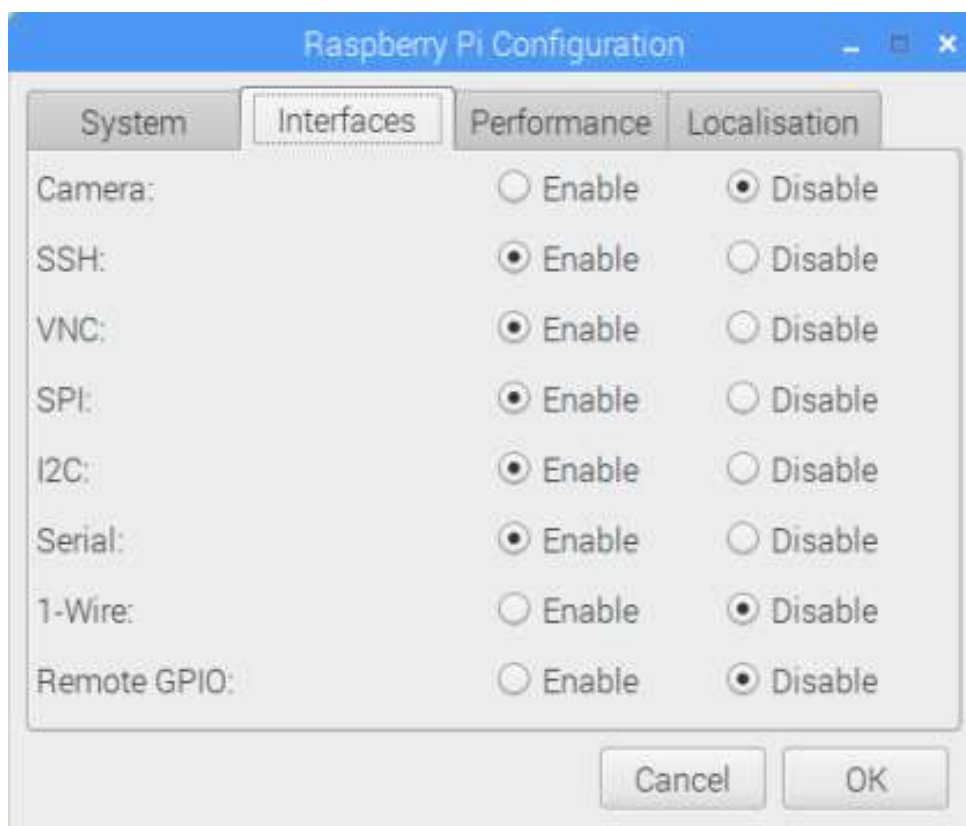 Raspberry Pi Configuration
System Interfaces Performance Localisation
Camera: Enable Disable
SSH: Enable Disable
VNC: Enable Disable
SPI: Enable Disable
I2C: Enable Disable
Serial: Enable Disable
1-Wire: Enable Disable
Remote GPIO: Enable Disable
Cancel OK